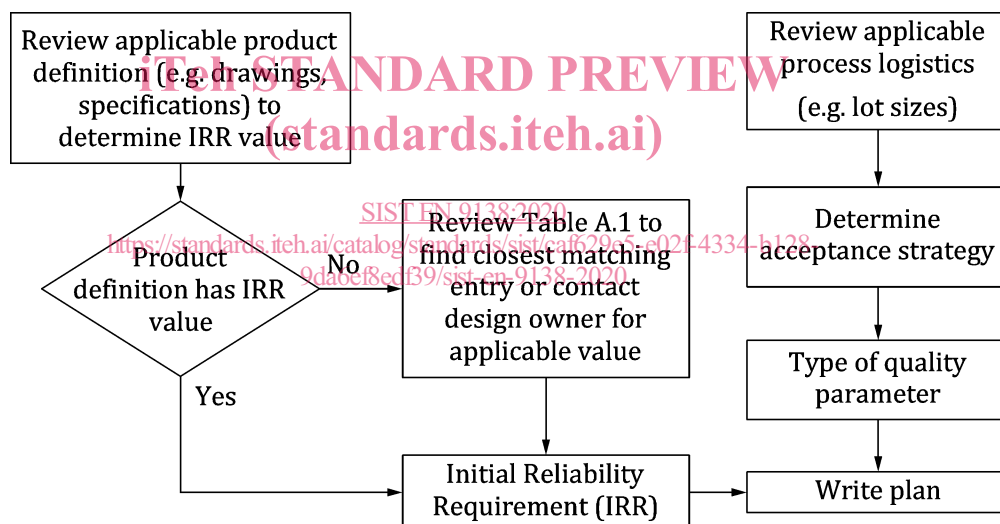 Review applicable product
definition (e.g. drawings,
specifications) to
determine IRR value
Product
definition has IRR
value
No
Yes
Review Table A.1 to
find closest matching
entry or contact
design owner for
applicable value
Initial Reliability
Requirement (IRR)
Review applicable
process logistics
(e.g. lot sizes)
Determine
acceptance strategy
Type of quality
parameter
Write plan
iTeh STANDARD PREVIEW
(standards.iteh.ai)
SIST EN 9138:2020
https://standards.iteh.ai/catalog/standards/sist/caf629e5-e02f-4334-b128-
9da6ef8edf39/sist-en-9138-2020